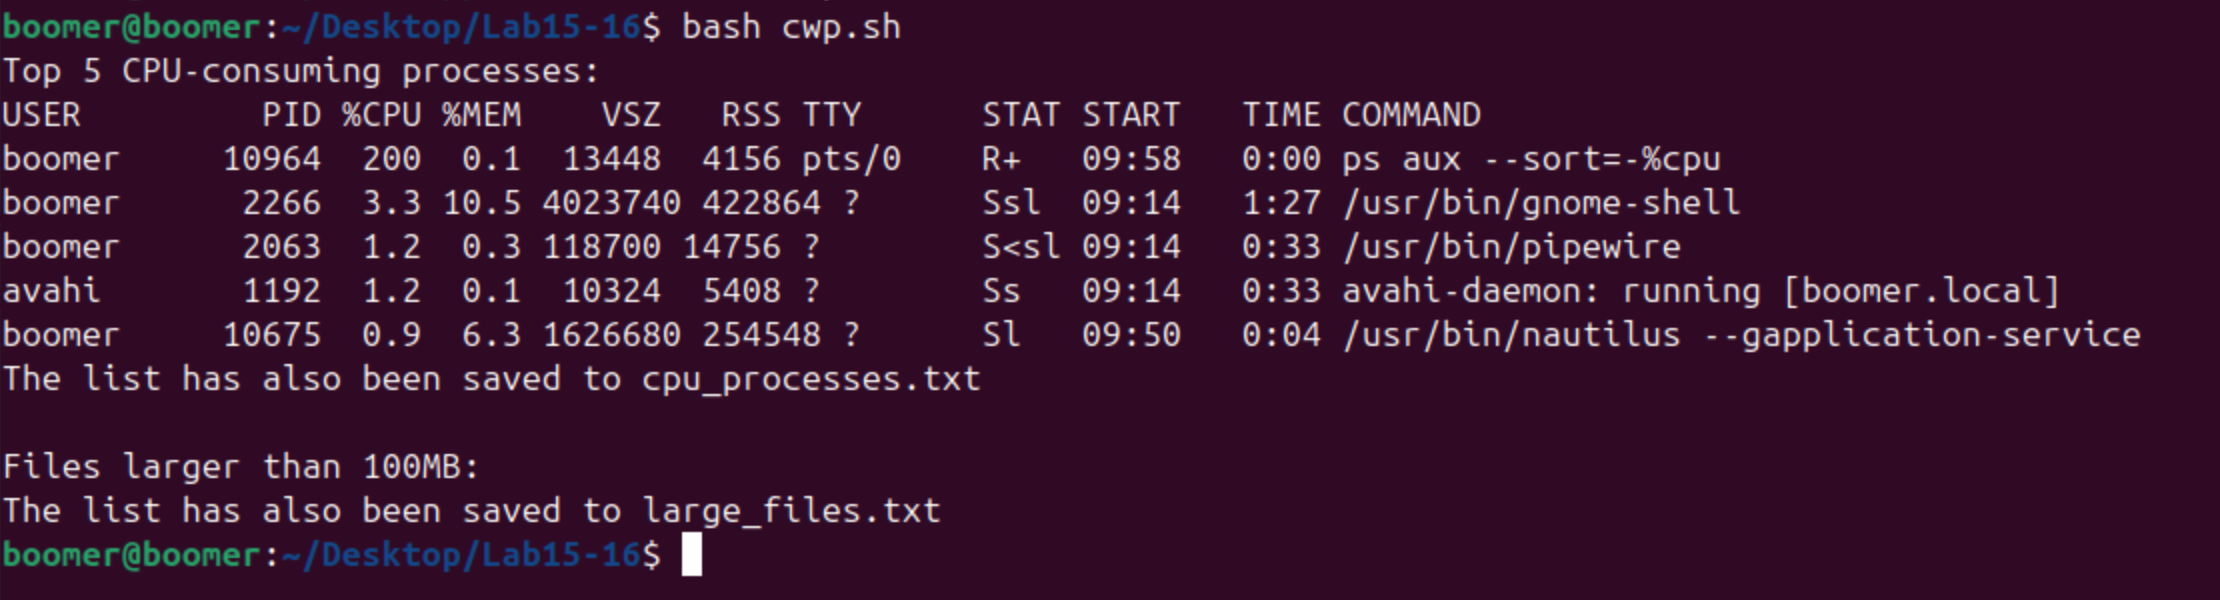 boomer@boomer:~/Desktop/Lab15-16$ bash cwp.sh
Top 5 CPU-consuming processes:
USER         PID %CPU %MEM    VSZ   RSS TTY      STAT START   TIME COMMAND
boomer     10964  200  0.1  13448  4156 pts/0    R+   09:58   0:00 ps aux --sort=-%cpu
boomer      2266  3.3 10.5 4023740 422864 ?      Ssl  09:14   1:27 /usr/bin/gnome-shell
boomer      2063  1.2  0.3 118700 14756 ?        S<sl 09:14   0:33 /usr/bin/pipewire
avahi       1192  1.2  0.1  10324  5408 ?        Ss   09:14   0:33 avahi-daemon: running [boomer.local]
boomer     10675  0.9  6.3 1626680 254548 ?      Sl   09:50   0:04 /usr/bin/nautilus --gapplication-service
The list has also been saved to cpu_processes.txt

Files larger than 100MB:
The list has also been saved to large_files.txt
boomer@boomer:~/Desktop/Lab15-16$